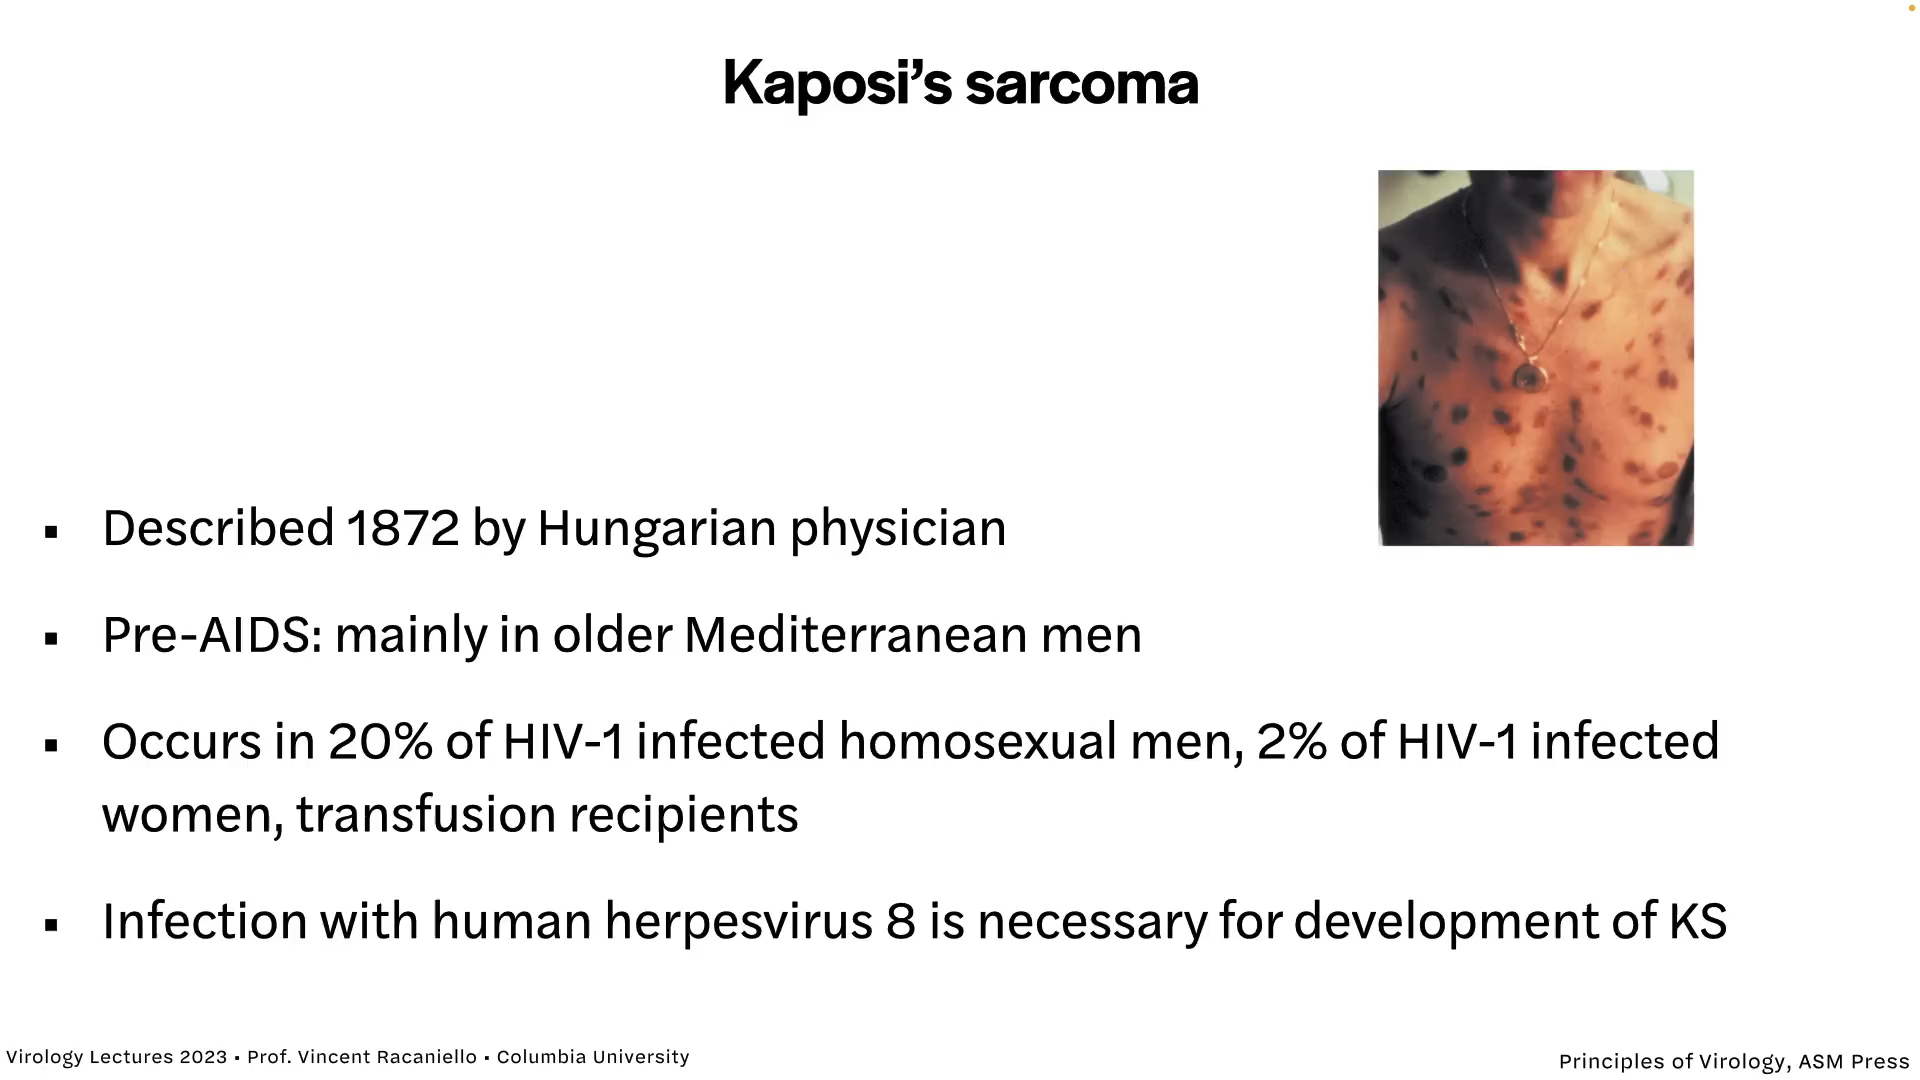 Kaposi’s sarcoma
▪ Described 1872 by Hungarian physician
▪ Pre-AIDS: mainly in older Mediterranean men
▪ Occurs in 20% of HIV-1 infected homosexual men, 2% of HIV-1 infected
women, transfusion recipients
▪ Infection with human herpesvirus 8 is necessary for development of KS
Virology Lectures 2023 • Prof. Vincent Racaniello • Columbia University
Principles of Virology, ASM Press